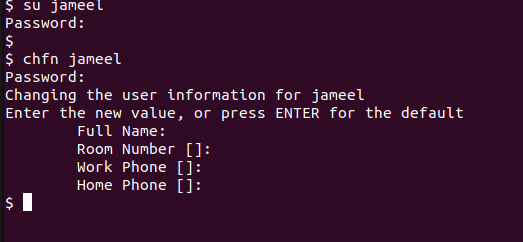 $ su jameel
Password:
$
$ chfn jameel
Password:
Changing the user information for jameel
Enter the new value, or press ENTER for the default
Full Name:
Room Number []:
Work Phone []:
Home Phone []:
$